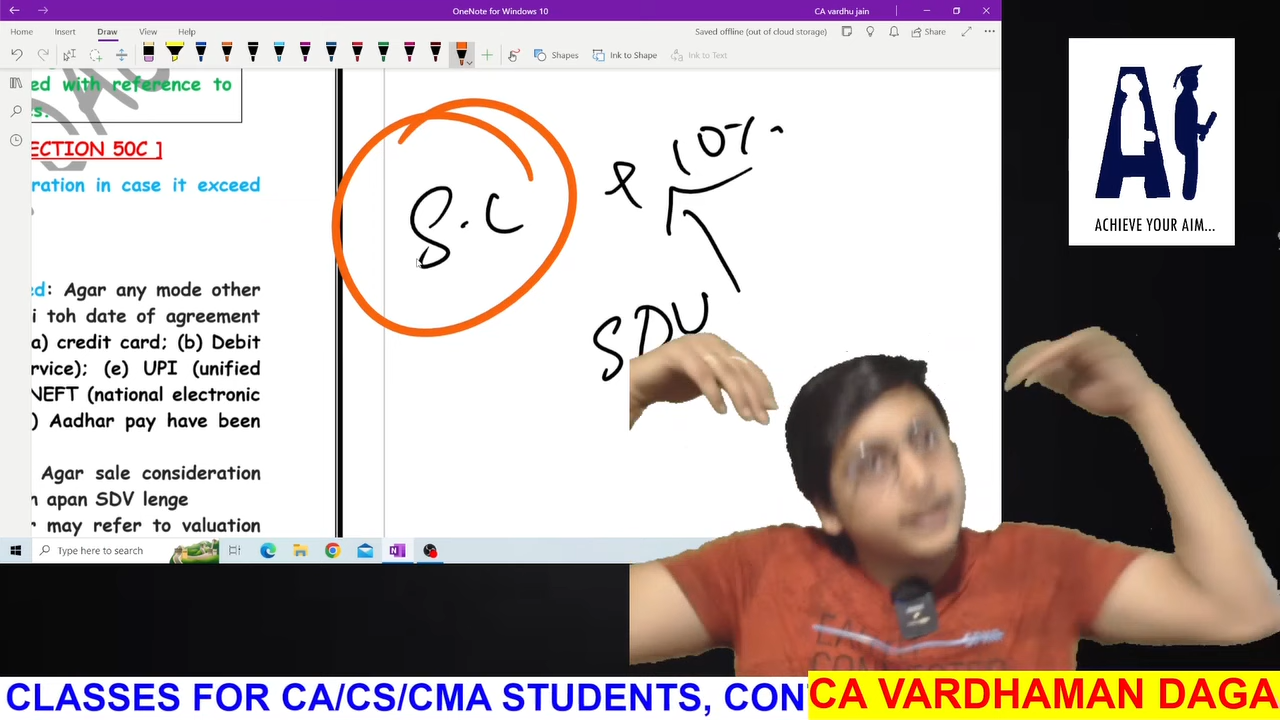 OneNote for Windows 10
CA vardhu jain
Home Insert Draw View Help
Saved offline (out of cloud storage)
Share
Shapes
Ink to Shape
Ink to Text
ed with reference to
s.
ECTION 50C ]
ration in case it exceed
ed: Agar any mode other
i toh date of agreement
a) credit card; (b) Debit
rvice); (e) UPI (unified
NEFT (national electronic
) Aadhar pay have been
Agar sale consideration
n apan SDV lenge
r may refer to valuation
S.C
10%
SDV
Type here to search
ACHIEVE YOUR AIM...
CLASSES FOR CA/CS/CMA STUDENTS, CON
CA VARDHAMAN DAGA